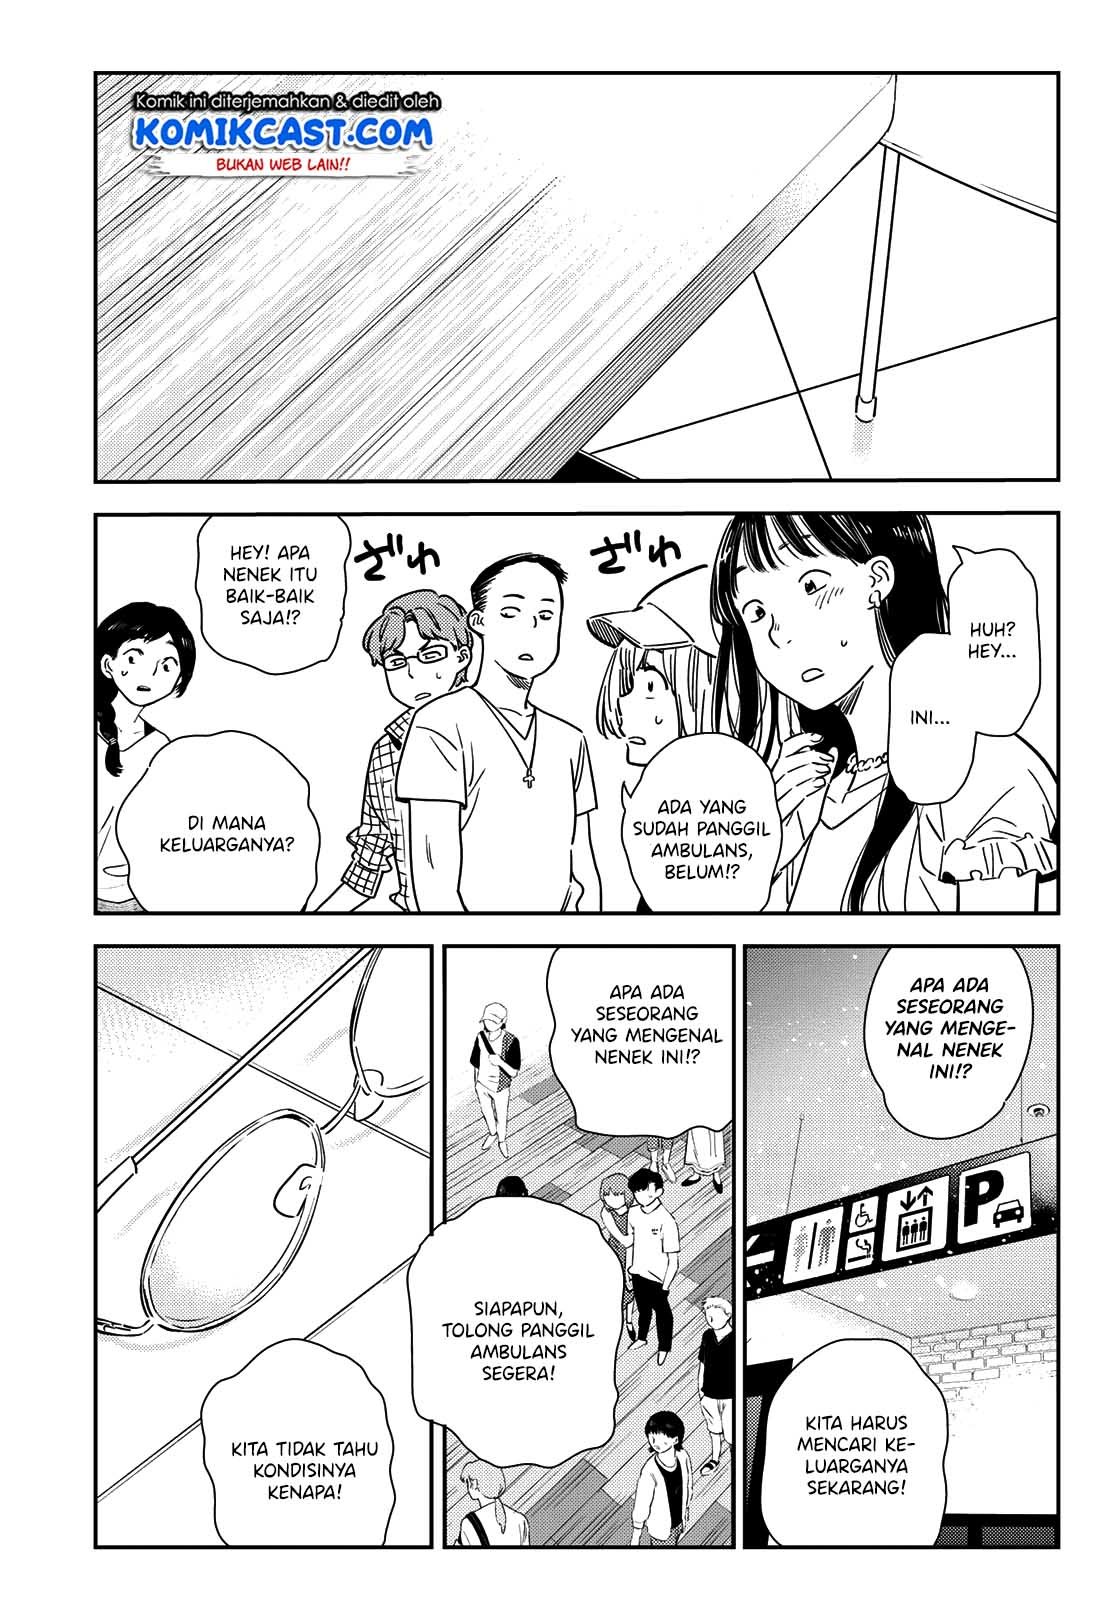 Komik ini diterjemahkan & diedit oleh
KOMIKCAST.COM
BUKAN WEB LAIN!!
HUH?
HEY...
INI...
ざわ
ざわ
ADA YANG
SUDAH PANGGIL
AMBULANS,
BELUM!?
HEY! APA
NENEK ITU
BAIK-BAIK
SAJA!?
DI MANA
KELUARGANYA?
APA ADA
SESEORANG
YANG MENGE-
NAL NENEK
INI!?
P
KITA HARUS
MENCARI KE-
LUARGANYA
SEKARANG!
APA ADA
SESEORANG
YANG MENGENAL
NENEK INI!?
SIAPAPUN,
TOLONG PANGGIL
AMBULANS
SEGERA!
KITA TIDAK TAHU
KONDISINYA
KENAPA!